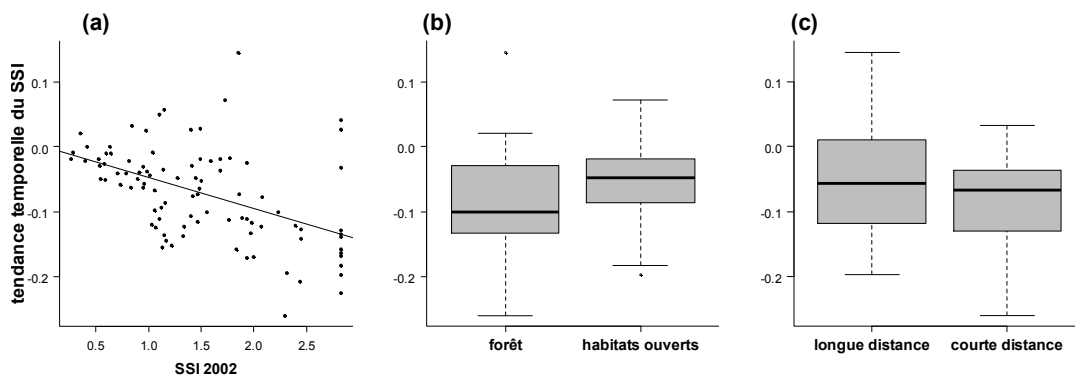 (a)
(b)
(c)
tendance temporelle du SSI
0.1
0.0
-0.1
-0.2
0.5
1.0
1.5
2.0
2.5
SSI 2002
0.1
0.0
-0.1
-0.2
forêt
habitats ouverts
0.1
0.0
-0.1
-0.2
longue distance
courte distance